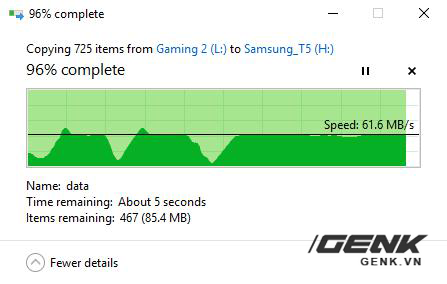 96% complete
Copying 725 items from Gaming 2 (L:) to Samsung_T5 (H:)
96% complete
Speed: 61.6 MB/s
Name: data
Time remaining: About 5 seconds
Items remaining: 467 (85.4 MB)
Fewer details
GENK
GENK.VN